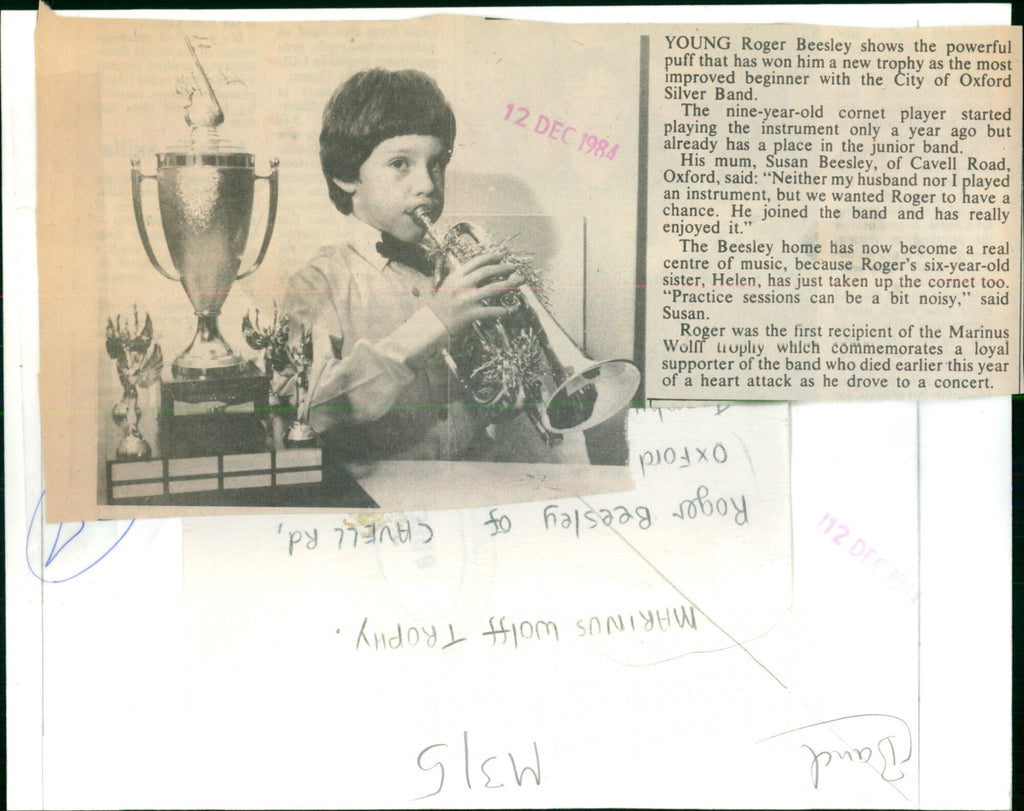 YOUNG Roger Beesley shows the powerful
puff that has won him a new trophy as the most
improved beginner with the City of Oxford
Silver Band.
The nine-year-old cornet player started
playing the instrument only a year ago but
already has a place in the junior band.
His mum, Susan Beesley, of Cavell Road,
Oxford, said: “Neither my husband nor I played
an instrument, but we wanted Roger to have a
chance. He joined the band and has really
enjoyed it.”
The Beesley home has now become a real
centre of music, because Roger’s six-year-old
sister, Helen, has just taken up the cornet too.
“Practice sessions can be a bit noisy,” said
Susan.
Roger was the first recipient of the Marinus
Wolff trophy which commemorates a loyal
supporter of the band who died earlier this year
of a heart attack as he drove to a concert.
12 DEC 1984
12 DEC
Band
M3/5
MARINUS Wolff TROPHY.
Roger Beesley of CAVELL Rd,
Oxford